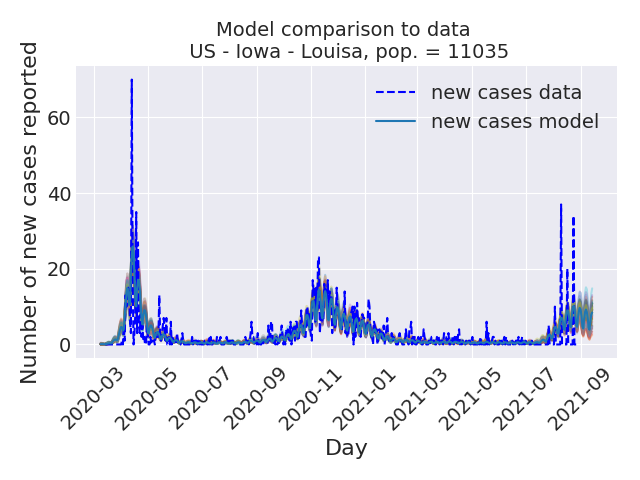 Model comparison to data
US - Iowa - Louisa, pop. = 11035
Number of new cases reported
60
40
20
0
new cases data
new cases model
2020-03
2020-05
2020-07
2020-09
2020-11
2021-01
2021-03
2021-05
2021-07
2021-09
Day